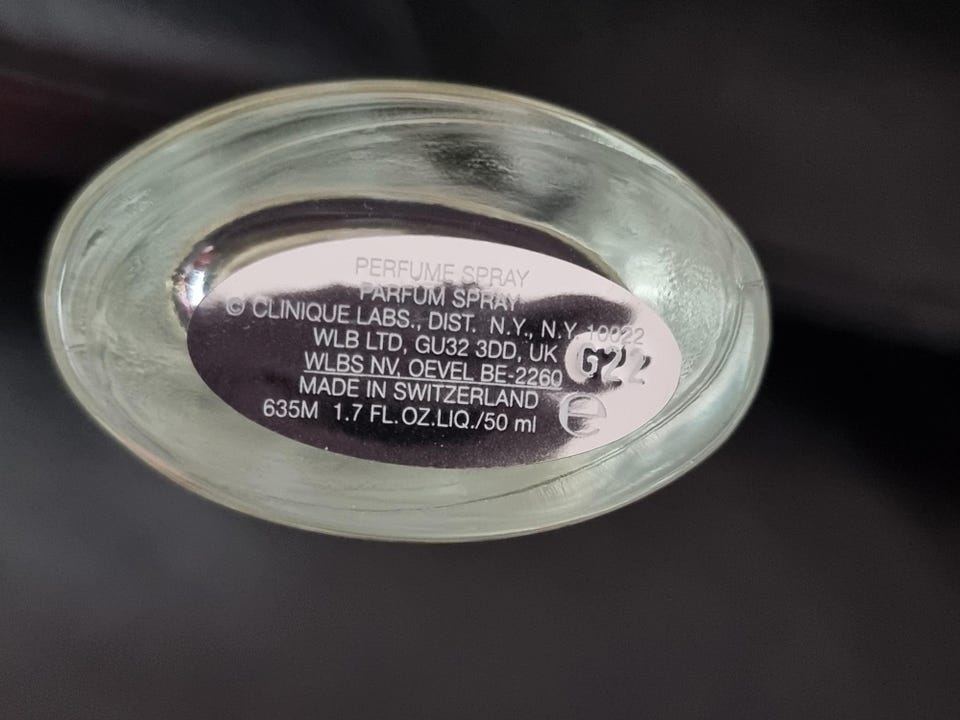 PERFUME SPRAY
PARFUM SPRAY
© CLINIQUE LABS., DIST. N.Y., N.Y. 10022
WLB LTD, GU32 3DD, UK
G22
WLBS NV, OEVEL BE-2260
MADE IN SWITZERLAND
635M 1.7 FL.OZ.LIQ./50 ml ℮